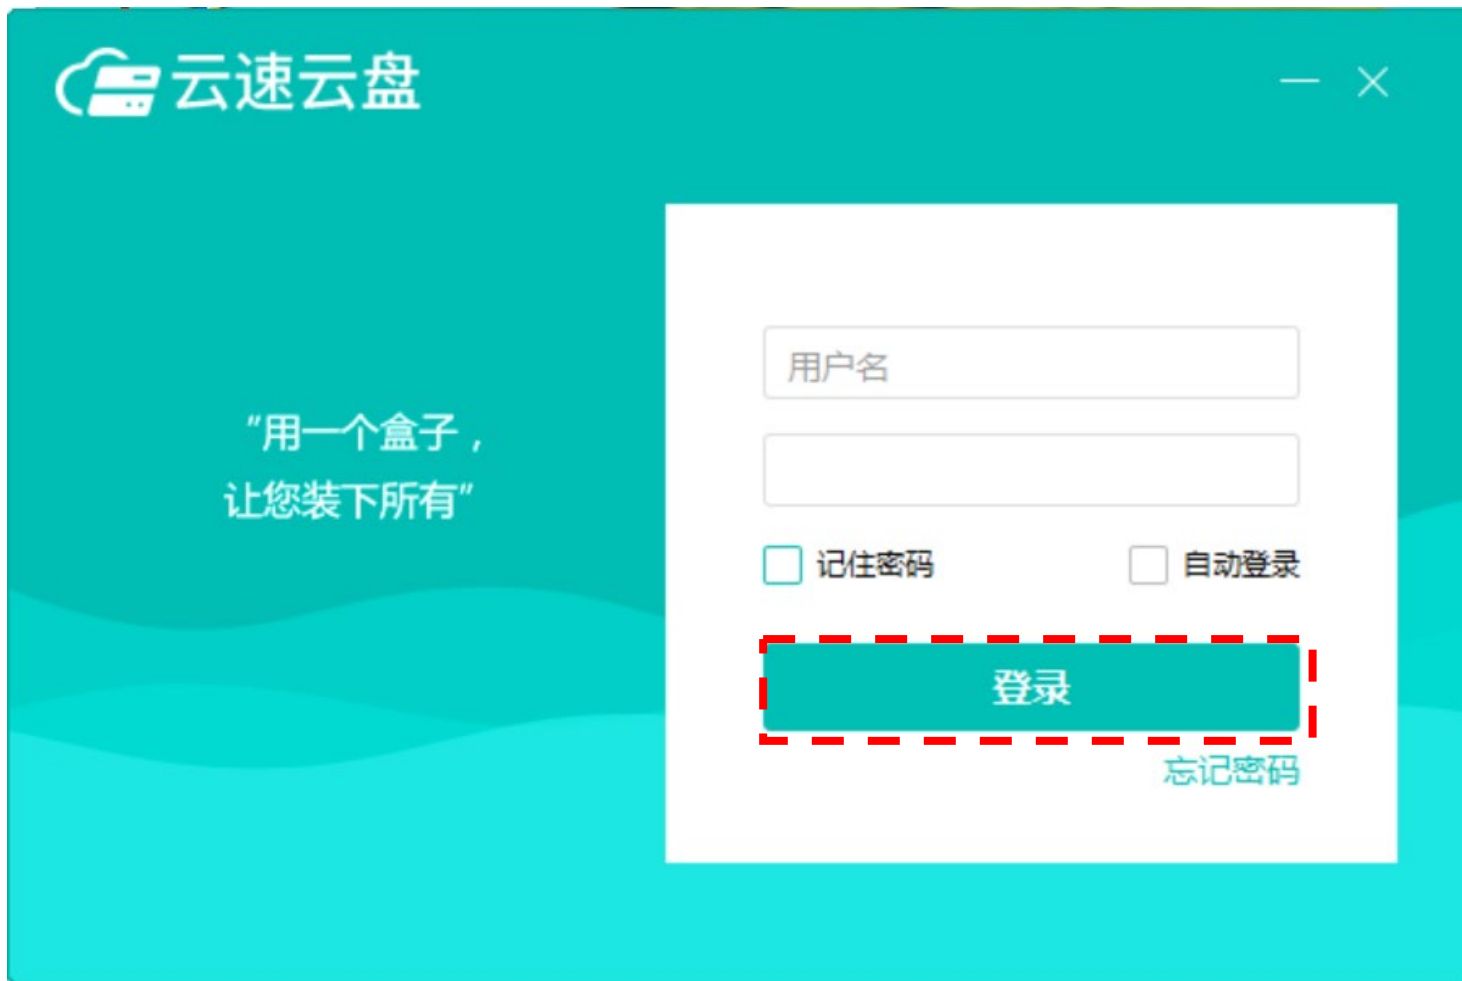 云速云盘
用户名
“用一个盒子，
让您装下所有”
记住密码
自动登录
登录
忘记密码